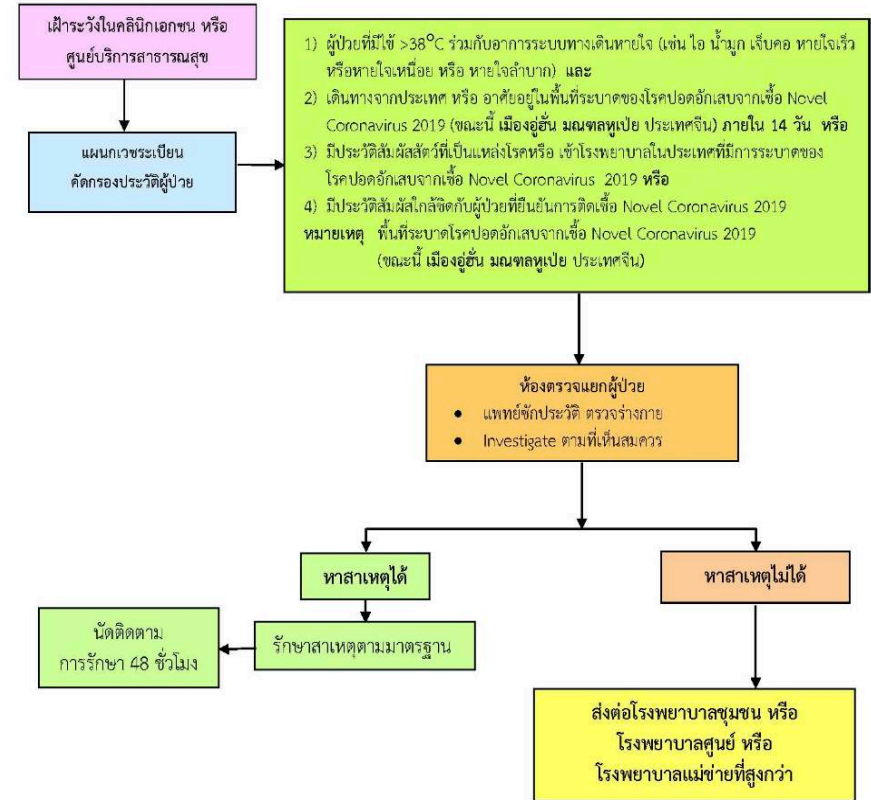 เฝ้าระวังในคลินิกเอกชน หรือ
ศูนย์บริการสาธารณสุข
แผนกเวชระเบียน
คัดกรองประวัติผู้ป่วย
1) ผู้ป่วยที่มีไข้ >38°C ร่วมกับอาการระบบทางเดินหายใจ (เช่น ไอ น้ำมูก เจ็บคอ หายใจเร็ว
หรือหายใจเหนื่อย หรือ หายใจลำบาก) และ
2) เดินทางจากประเทศ หรือ อาศัยอยู่ในพื้นที่ระบาดของโรคปอดอักเสบจากเชื้อ Novel
Coronavirus 2019 (ขณะนี้ เมืองอู่ฮั่น มณฑลหูเป่ย ประเทศจีน) ภายใน 14 วัน หรือ
3) มีประวัติสัมผัสสัตว์ที่เป็นแหล่งโรคหรือ เข้าโรงพยาบาลในประเทศที่มีการระบาดของ
โรคปอดอักเสบจากเชื้อ Novel Coronavirus 2019 หรือ
4) มีประวัติสัมผัสใกล้ชิดกับผู้ป่วยที่ยืนยันการติดเชื้อ Novel Coronavirus 2019
หมายเหตุ พื้นที่ระบาดโรคปอดอักเสบจากเชื้อ Novel Coronavirus 2019
(ขณะนี้ เมืองอู่ฮั่น มณฑลหูเป่ย ประเทศจีน)
ห้องตรวจแยกผู้ป่วย
• แพทย์ซักประวัติ ตรวจร่างกาย
• Investigate ตามที่เห็นสมควร
หาสาเหตุได้
หาสาเหตุไม่ได้
รักษาสาเหตุตามมาตรฐาน
นัดติดตาม
การรักษา 48 ชั่วโมง
ส่งต่อโรงพยาบาลชุมชน หรือ
โรงพยาบาลศูนย์ หรือ
โรงพยาบาลแม่ข่ายที่สูงกว่า